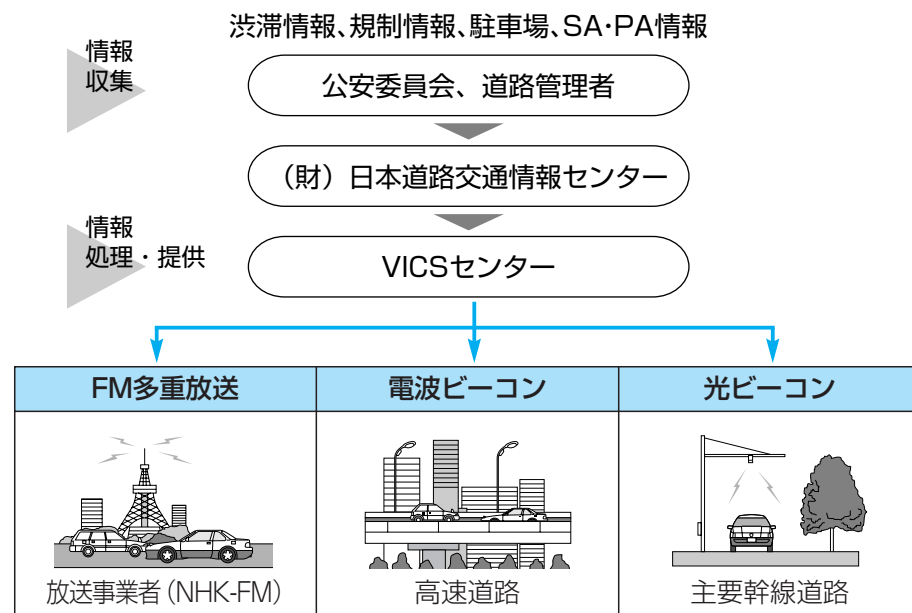 渋滞情報、規制情報、駐車場、SA・PA情報
情報
収集
公安委員会、道路管理者
（財）日本道路交通情報センター
情報
処理・提供
VICSセンター
FM多重放送
電波ビーコン
光ビーコン
放送事業者(NHK-FM)
高速道路
主要幹線道路